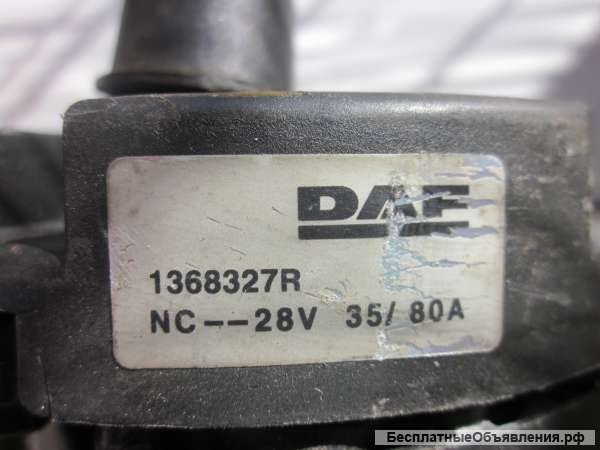 DAF
1368327R
NC--28V 35/ 80A
БесплатныеОбъявления.рф